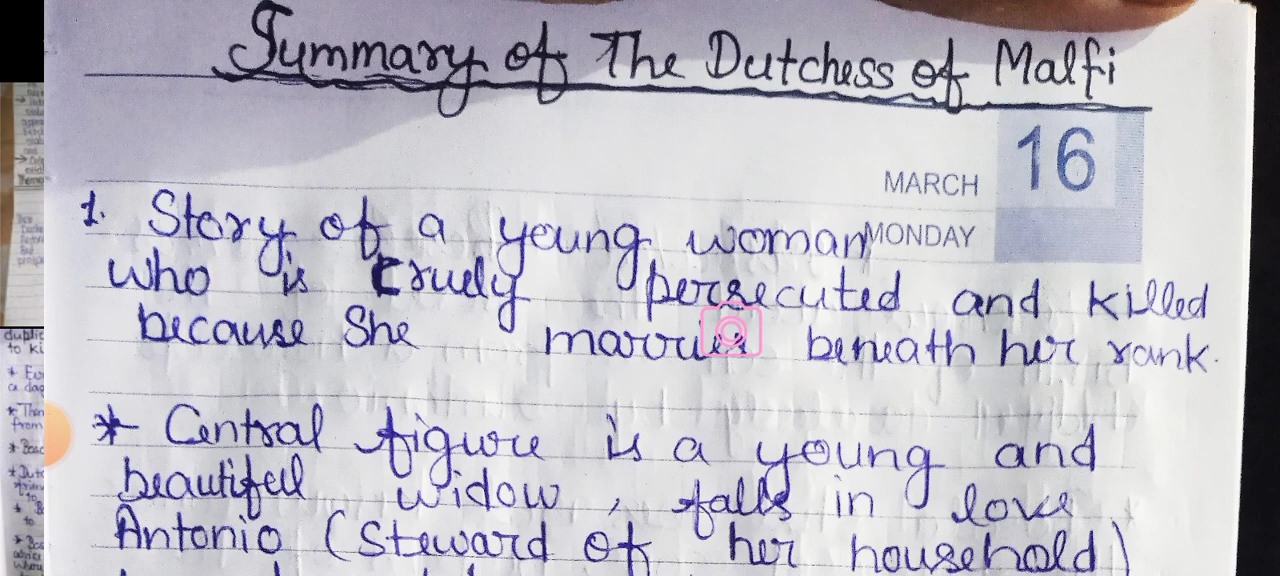 Summary of The Dutchess of Malfi
16
MARCH
MONDAY
1. Story of a young woman
who is cruely persecuted and killed
because She marries beneath her rank.
* Central figure is a young and
beautiful widow, falls in love
Antonio (Steward of her household)